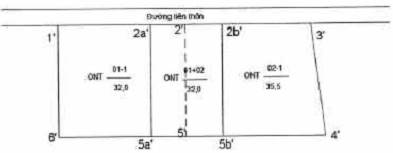 Đường liên thôn
1' 2a' 2' 2b' 3'
ONT 01-1 32,0
ONT 01+02 32,0
ONT 02-1 35,5
6' 5a' 5' 5b' 4'